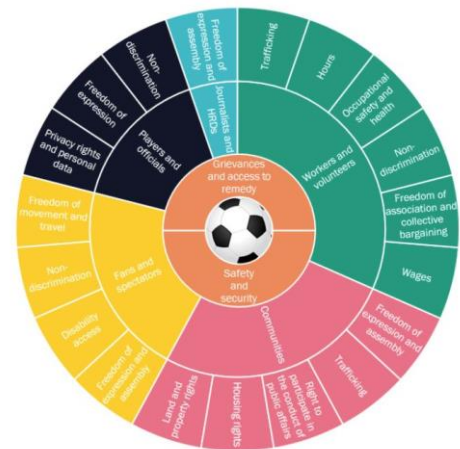 Freedom of
expression and
assembly
Trafficking
Hours
Occupational
safety and
health
Non-
discrimination
Freedom of
association and
collective
bargaining
Wages
Freedom of
expression and
assembly
Trafficking
Right to
participate in
the conduct of
public affairs
Housing rights
Land and
property rights
Freedom of
expression and
assembly
Disability
access
Non-
discrimination
Freedom of
movement and
travel
Privacy rights
and personal
data
Freedom of
expression
Non-
discrimination
Journalists and
HRDs
Workers and
volunteers
Communities
Fans and spectators
Players and
officials
Grievances
and access to
remedy
Safety
and
security